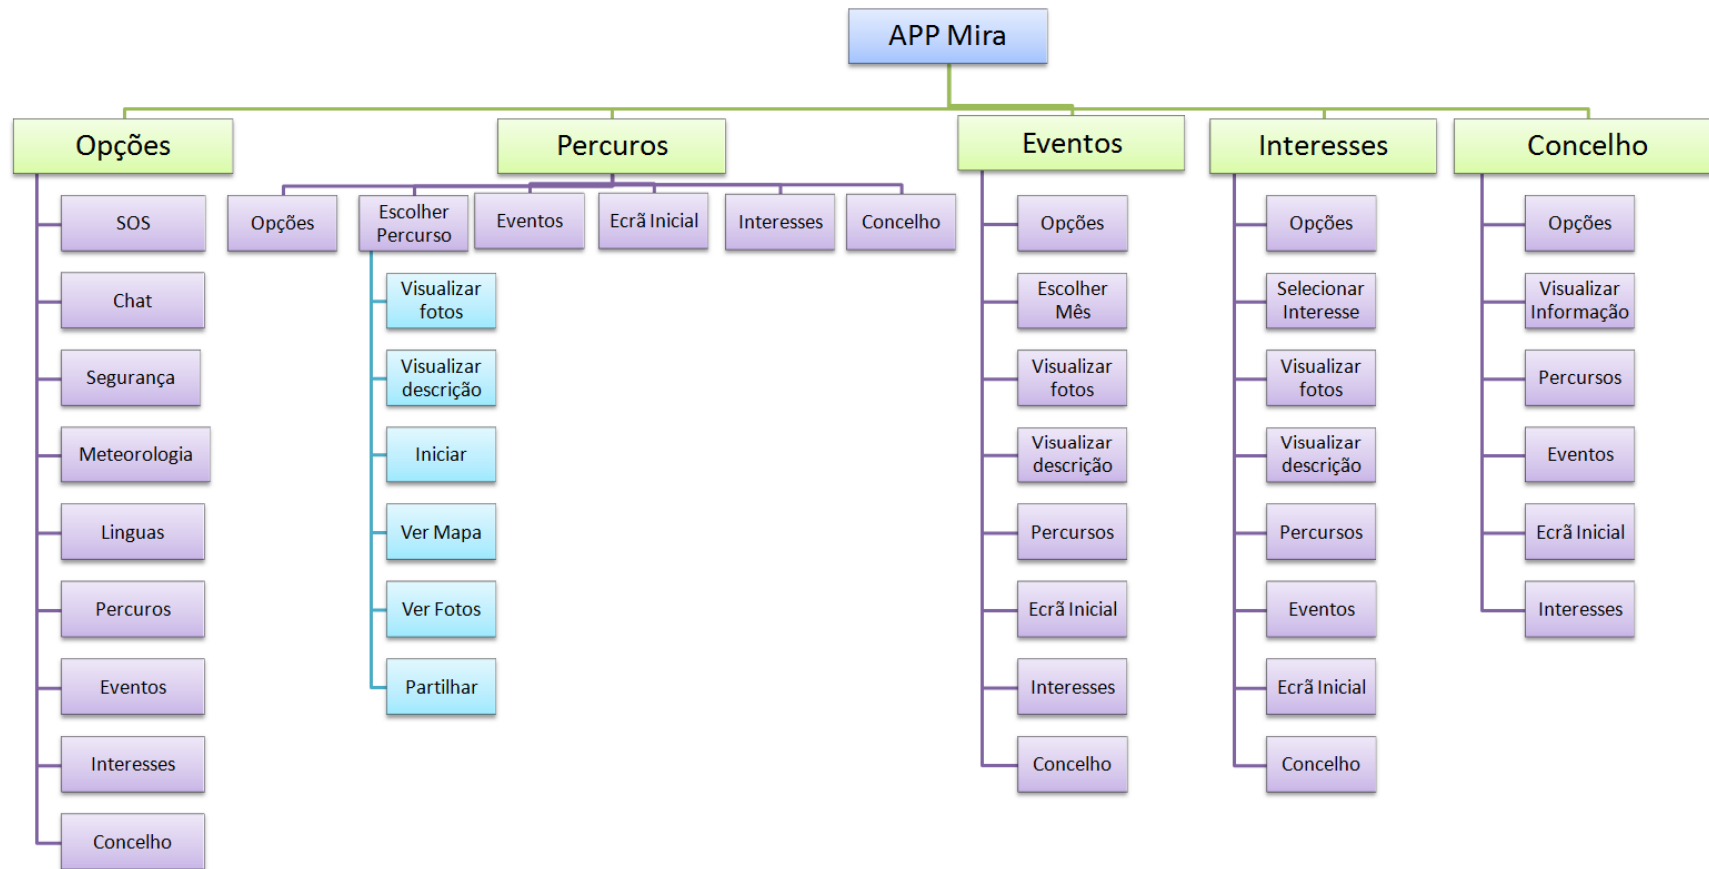 APP Mira
Opções
Percuros
Eventos
Interesses
Concelho
SOS
Chat
Segurança
Meteorologia
Linguas
Percuros
Eventos
Interesses
Concelho
Opções
Escolher
Percurso
Eventos
Ecrã Inicial
Interesses
Concelho
Visualizar
fotos
Visualizar
descrição
Iniciar
Ver Mapa
Ver Fotos
Partilhar
Opções
Escolher
Mês
Visualizar
fotos
Visualizar
descrição
Percursos
Ecrã Inicial
Interesses
Concelho
Opções
Selecionar
Interesse
Visualizar
fotos
Visualizar
descrição
Percursos
Eventos
Ecrã Inicial
Concelho
Opções
Visualizar
Informação
Percursos
Eventos
Ecrã Inicial
Interesses